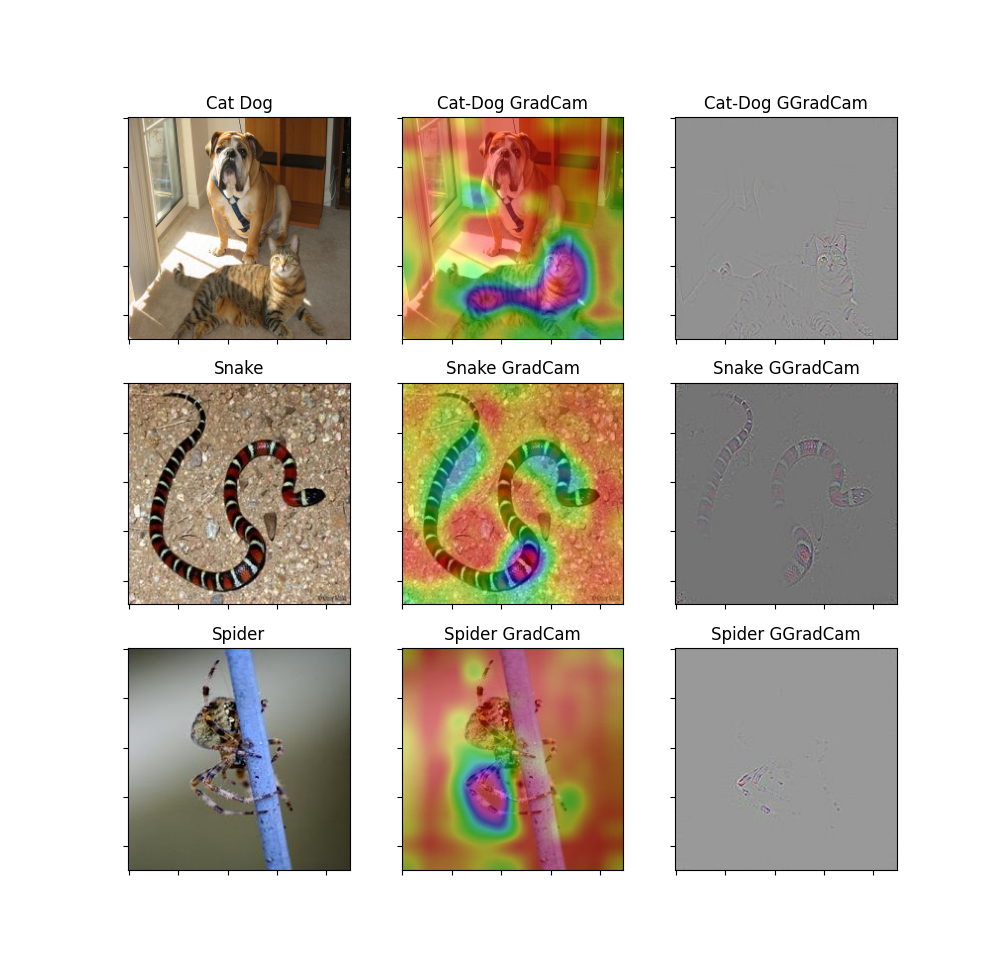 Cat Dog
Cat-Dog GradCam
Cat-Dog GGradCam
Snake
Snake GradCam
Snake GGradCam
Spider
Spider GradCam
Spider GGradCam